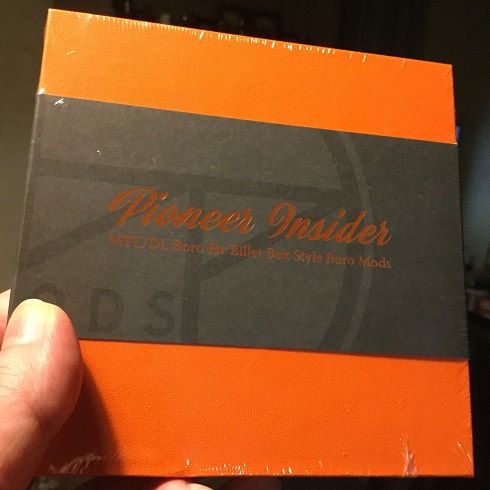 Pioneer Insider
MTL/DL Boro for Billet Box Style Boro Mods
ODS